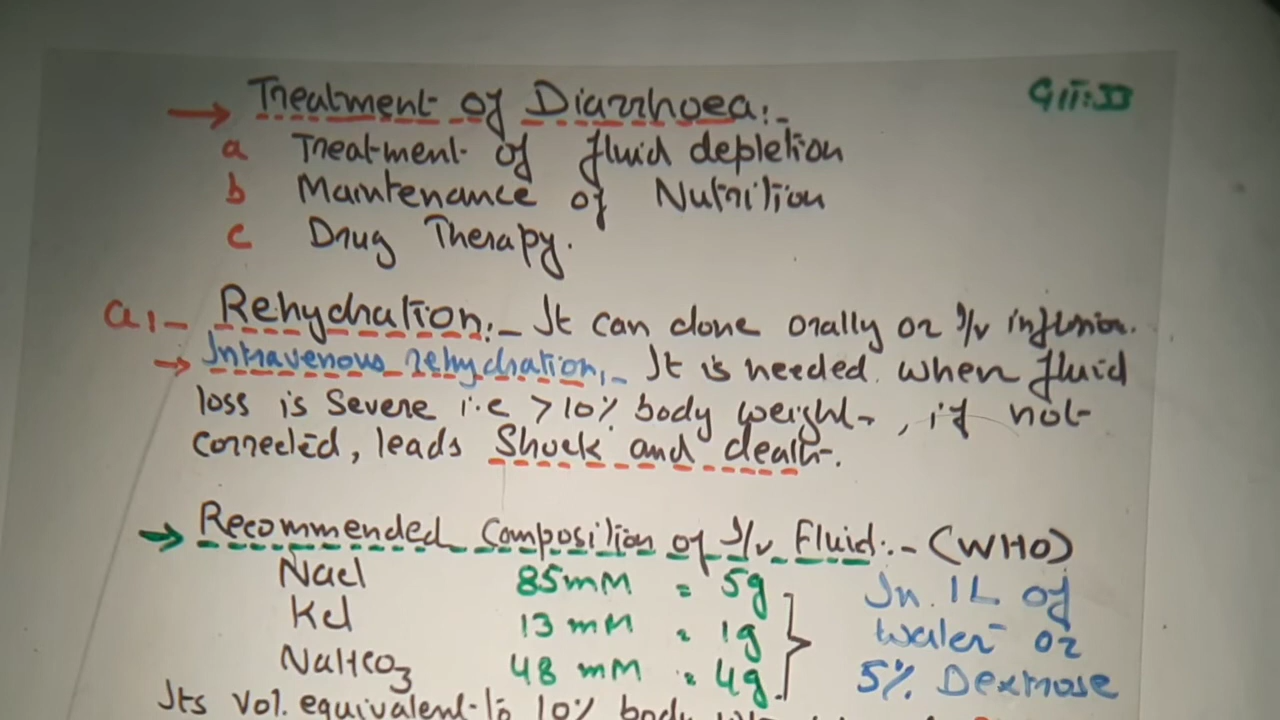 → Treatment of Diarrhoea:-
GIT:33
a Treatment of fluid depletion
b Maintenance of Nutrition
c Drug Therapy.
a,- Rehydration:- It can done orally or I/v infusion.
→ Intravenous rehydration,- It is needed when fluid
loss is severe i.e >10% body weight, if not
corrected, leads Shock and death.
→ Recommended Composition of I/v Fluid:- (WHO)
Nacl 85mM = 5g In 1L of
Kcl 13 mM = 1g water or
NaHco3 48 mM = 4g 5% Dextrose
Its vol. equivalent to 10% body